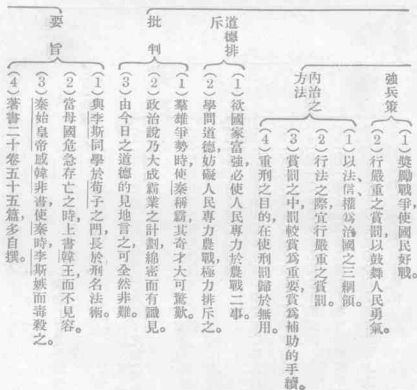 強兵策
（1）獎勵戰爭使國民好戰。
（2）行嚴重之賞罰以鼓舞人民勇氣。
內治之方法
（1）以法信權爲治國之三綱領。
（2）行法之際宜行嚴重之賞罰。
（3）賞罰之中罰較賞爲重要賞爲補助的手續。
（4）重刑之目的在使刑罰歸於無用。
道德排斥
（1）欲國家富強必使人民專力於農戰二事。
（2）學問道德妨礙人民專力農戰極力排斥之。
批判
（1）羣雄爭勢時使秦稱霸其奇才大可驚歎。
（2）政治說乃大成霸業之計劃綿密而有識見。
（3）由今日之道德的見地言之可全然非難。
要旨
（1）與李斯同學於荀子之門長於刑名法術。
（2）當母國危急存亡之時上書韓王而不見容。
（3）秦始皇帝感韓非書使秦時李斯嫉而毒殺之。
（4）著書二十卷五十五篇多自撰。